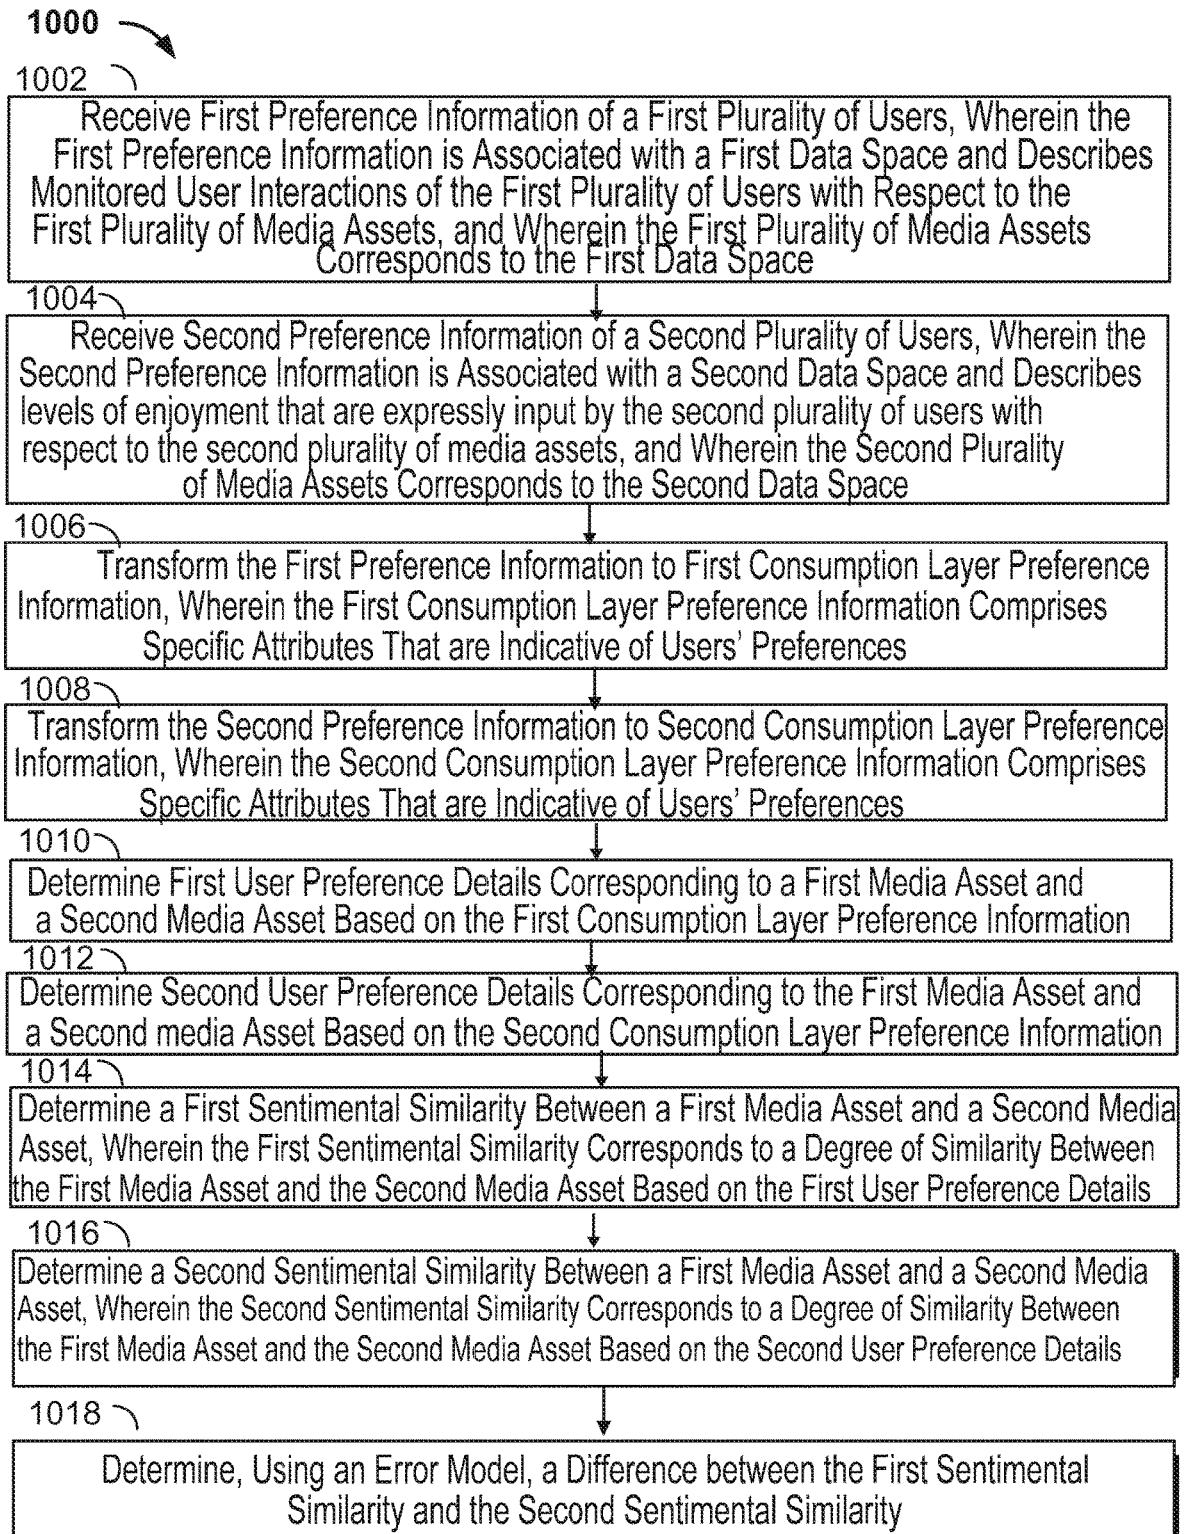 1000
1002
Receive First Preference Information of a First Plurality of Users, Wherein the
First Preference Information is Associated with a First Data Space and Describes
Monitored User Interactions of the First Plurality of Users with Respect to the
First Plurality of Media Assets, and Wherein the First Plurality of Media Assets
Corresponds to the First Data Space
1004
Receive Second Preference Information of a Second Plurality of Users, Wherein the
Second Preference Information is Associated with a Second Data Space and Describes
levels of enjoyment that are expressly input by the second plurality of users with
respect to the second plurality of media assets, and Wherein the Second Plurality
of Media Assets Corresponds to the Second Data Space
1006
Transform the First Preference Information to First Consumption Layer Preference
Information, Wherein the First Consumption Layer Preference Information Comprises
Specific Attributes That are Indicative of Users' Preferences
1008
Transform the Second Preference Information to Second Consumption Layer Preference
Information, Wherein the Second Consumption Layer Preference Information Comprises
Specific Attributes That are Indicative of Users' Preferences
1010
Determine First User Preference Details Corresponding to a First Media Asset and
a Second Media Asset Based on the First Consumption Layer Preference Information
1012
Determine Second User Preference Details Corresponding to the First Media Asset and
a Second media Asset Based on the Second Consumption Layer Preference Information
1014
Determine a First Sentimental Similarity Between a First Media Asset and a Second Media
Asset, Wherein the First Sentimental Similarity Corresponds to a Degree of Similarity Between
the First Media Asset and the Second Media Asset Based on the First User Preference Details
1016
Determine a Second Sentimental Similarity Between a First Media Asset and a Second Media
Asset, Wherein the Second Sentimental Similarity Corresponds to a Degree of Similarity Between
the First Media Asset and the Second Media Asset Based on the Second User Preference Details
1018
Determine, Using an Error Model, a Difference between the First Sentimental
Similarity and the Second Sentimental Similarity